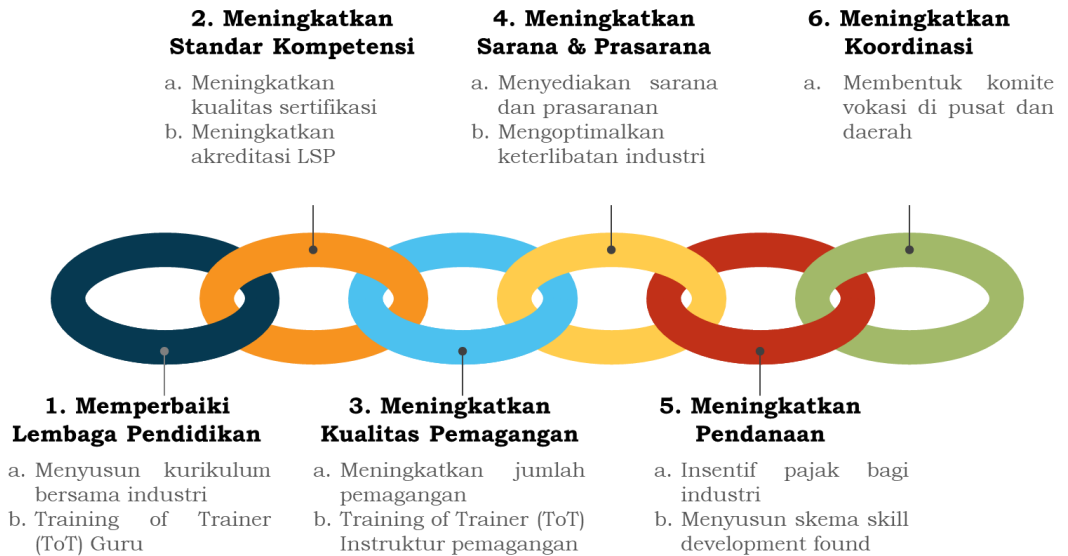 2. Meningkatkan
Standar Kompetensi
a. Meningkatkan
kualitas sertifikasi
b. Meningkatkan
akreditasi LSP
4. Meningkatkan
Sarana & Prasarana
a. Menyediakan sarana
dan prasaranan
b. Mengoptimalkan
keterlibatan industri
6. Meningkatkan
Koordinasi
a. Membentuk komite
vokasi di pusat dan
daerah
1. Memperbaiki
Lembaga Pendidikan
a. Menyusun kurikulum
bersama industri
b. Training of Trainer
(ToT) Guru
3. Meningkatkan
Kualitas Pemagangan
a. Meningkatkan jumlah
pemagangan
b. Training of Trainer (ToT)
Instruktur pemagangan
5. Meningkatkan
Pendanaan
a. Insentif pajak bagi
industri
b. Menyusun skema skill
development found